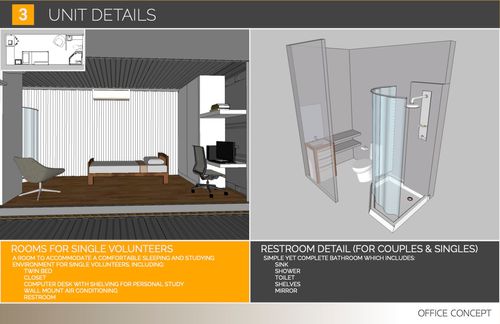 3 UNIT DETAILS
ROOMS FOR SINGLE VOLUNTEERS
A ROOM TO ACCOMMODATE A COMFORTABLE SLEEPING AND STUDYING
ENVIRONMENT FOR SINGLE VOLUNTEERS, INCLUDING:
TWIN BED
CLOSET
COMPUTER DESK WITH SHELVING FOR PERSONAL STUDY
WALL MOUNT AIR CONDITIONING
RESTROOM
RESTROOM DETAIL (FOR COUPLES & SINGLES)
SIMPLE YET COMPLETE BATHROOM WHICH INCLUDES:
SINK
SHOWER
TOILET
SHELVES
MIRROR
OFFICE CONCEPT